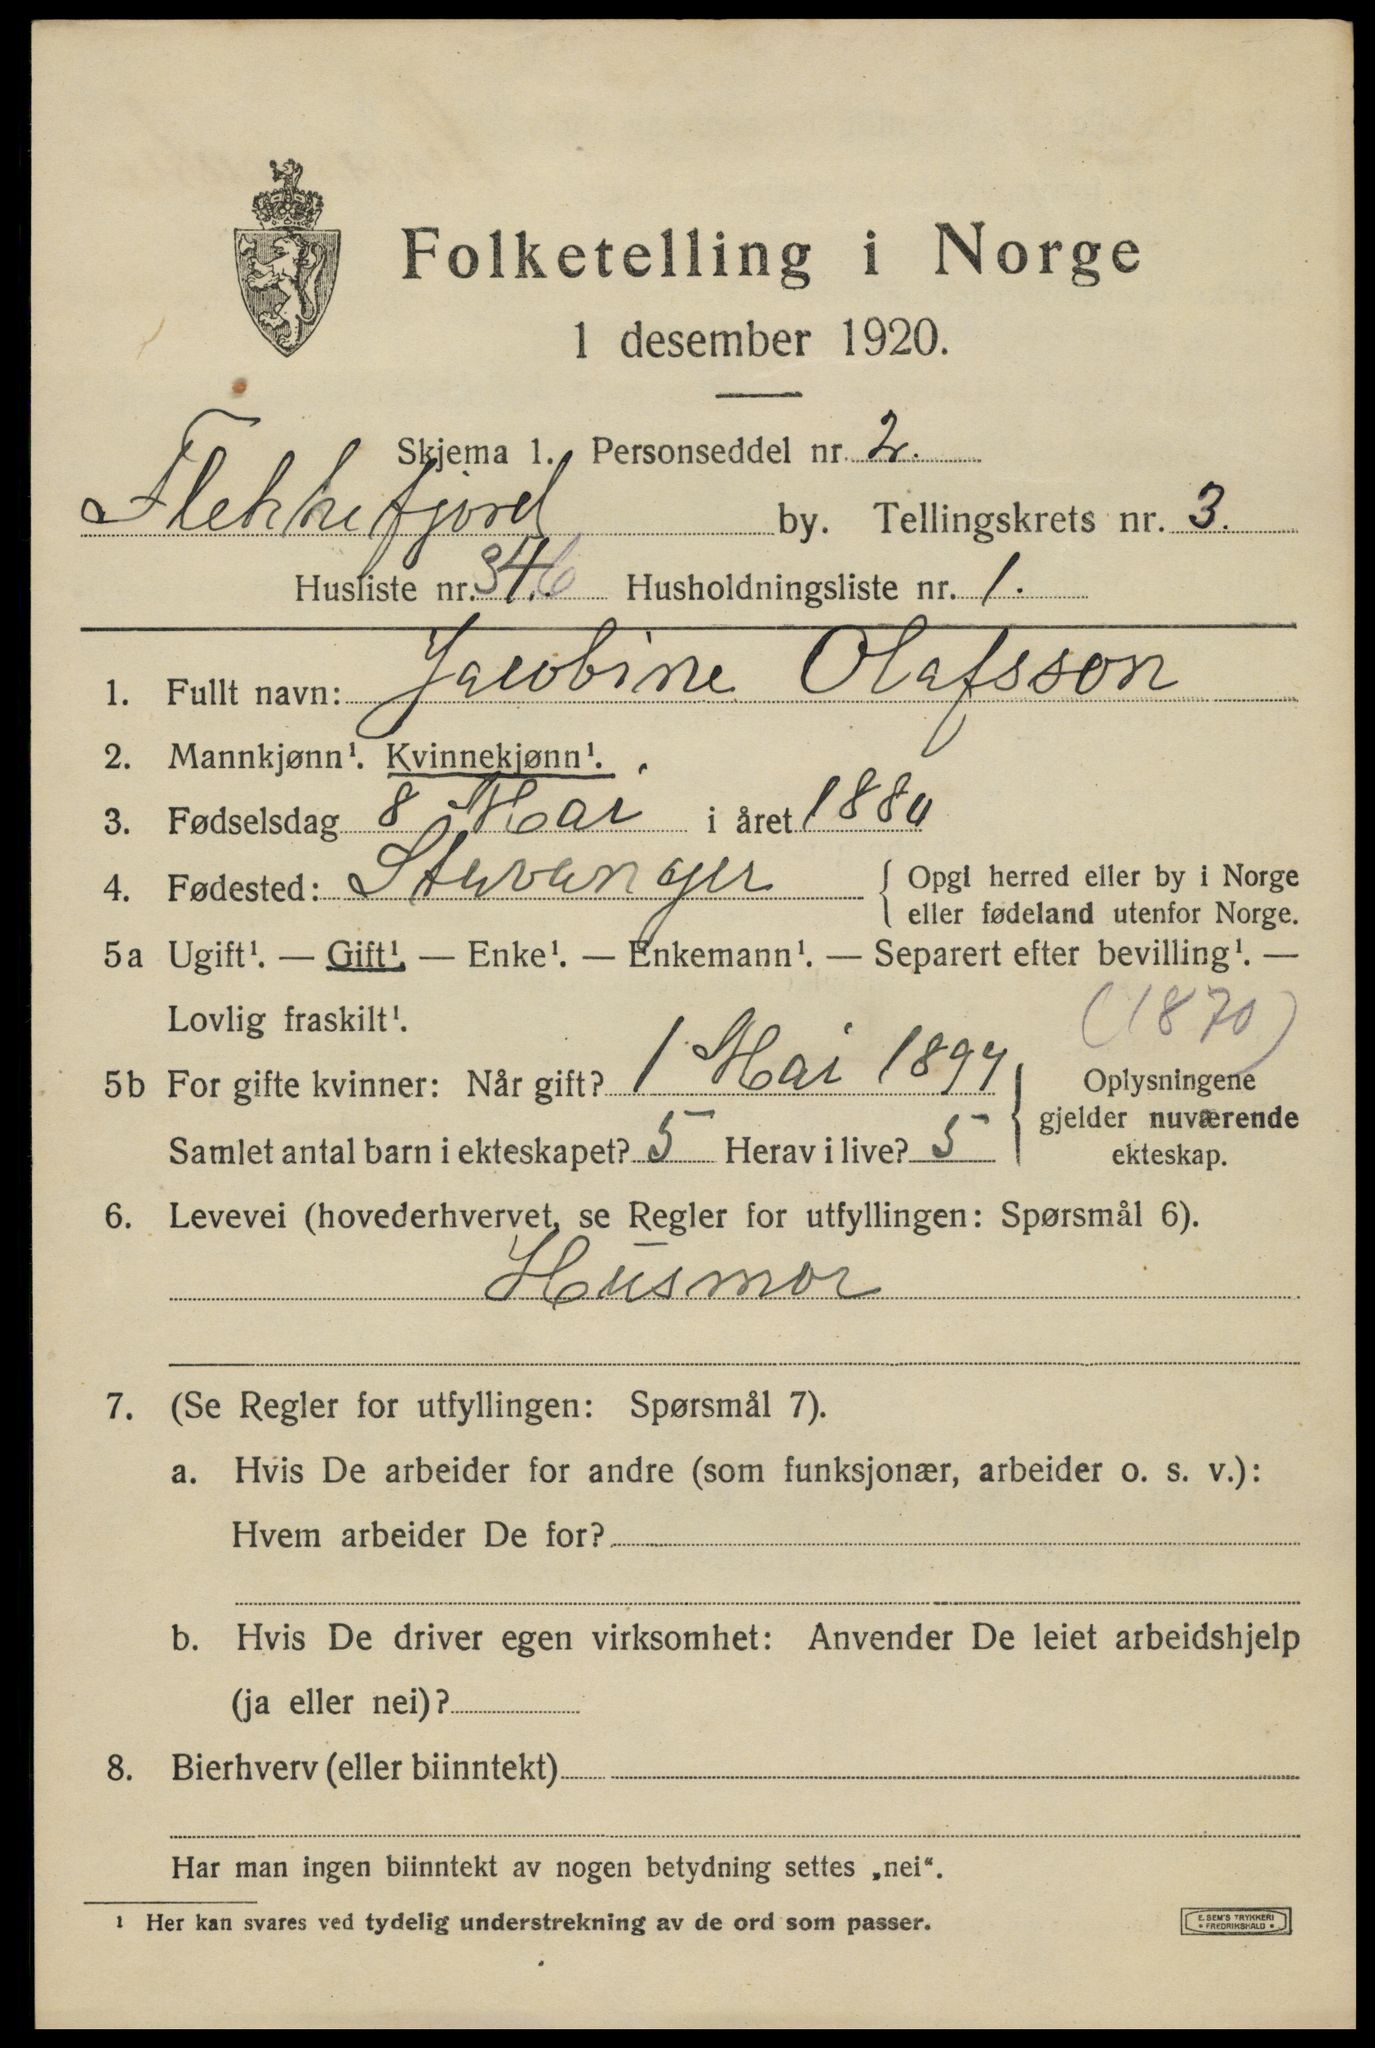 Folketelling i Norge
1 desember 1920.
Skjema 1. Personseddel nr. 2.
Flekkefjord by. Tellingskrets nr. 3.
Husliste nr. 346 Husholdningsliste nr. 1.
1. Fullt navn: Jacobine Olafsson
2. Mannkjønn¹. Kvinnekjønn¹.
3. Fødselsdag 8 Mai i året 1880
4. Fødested: Stavanger { Opgi herred eller by i Norge
eller fødeland utenfor Norge.
5a Ugift¹. — Gift¹. — Enke¹. — Enkemann¹. — Separert efter bevilling¹. —
Lovlig fraskilt¹.
(1870)
5b For gifte kvinner: Når gift? 1 Mai 1897
Samlet antal barn i ekteskapet? 5 Herav i live? 5
Oplysningene
gjelder nuværende
ekteskap.
6. Levevei (hovederhvervet, se Regler for utfyllingen: Spørsmål 6).
Husmor
7. (Se Regler for utfyllingen: Spørsmål 7).
a. Hvis De arbeider for andre (som funksjonær, arbeider o. s. v.):
Hvem arbeider De for?
b. Hvis De driver egen virksomhet: Anvender De leiet arbeidshjelp
(ja eller nei)?
8. Bierhverv (eller biinntekt)
Har man ingen biinntekt av nogen betydning settes „nei“.
¹ Her kan svares ved tydelig understrekning av de ord som passer.
E. SEM'S TRYKKERI
• FREDRIKSHALD •